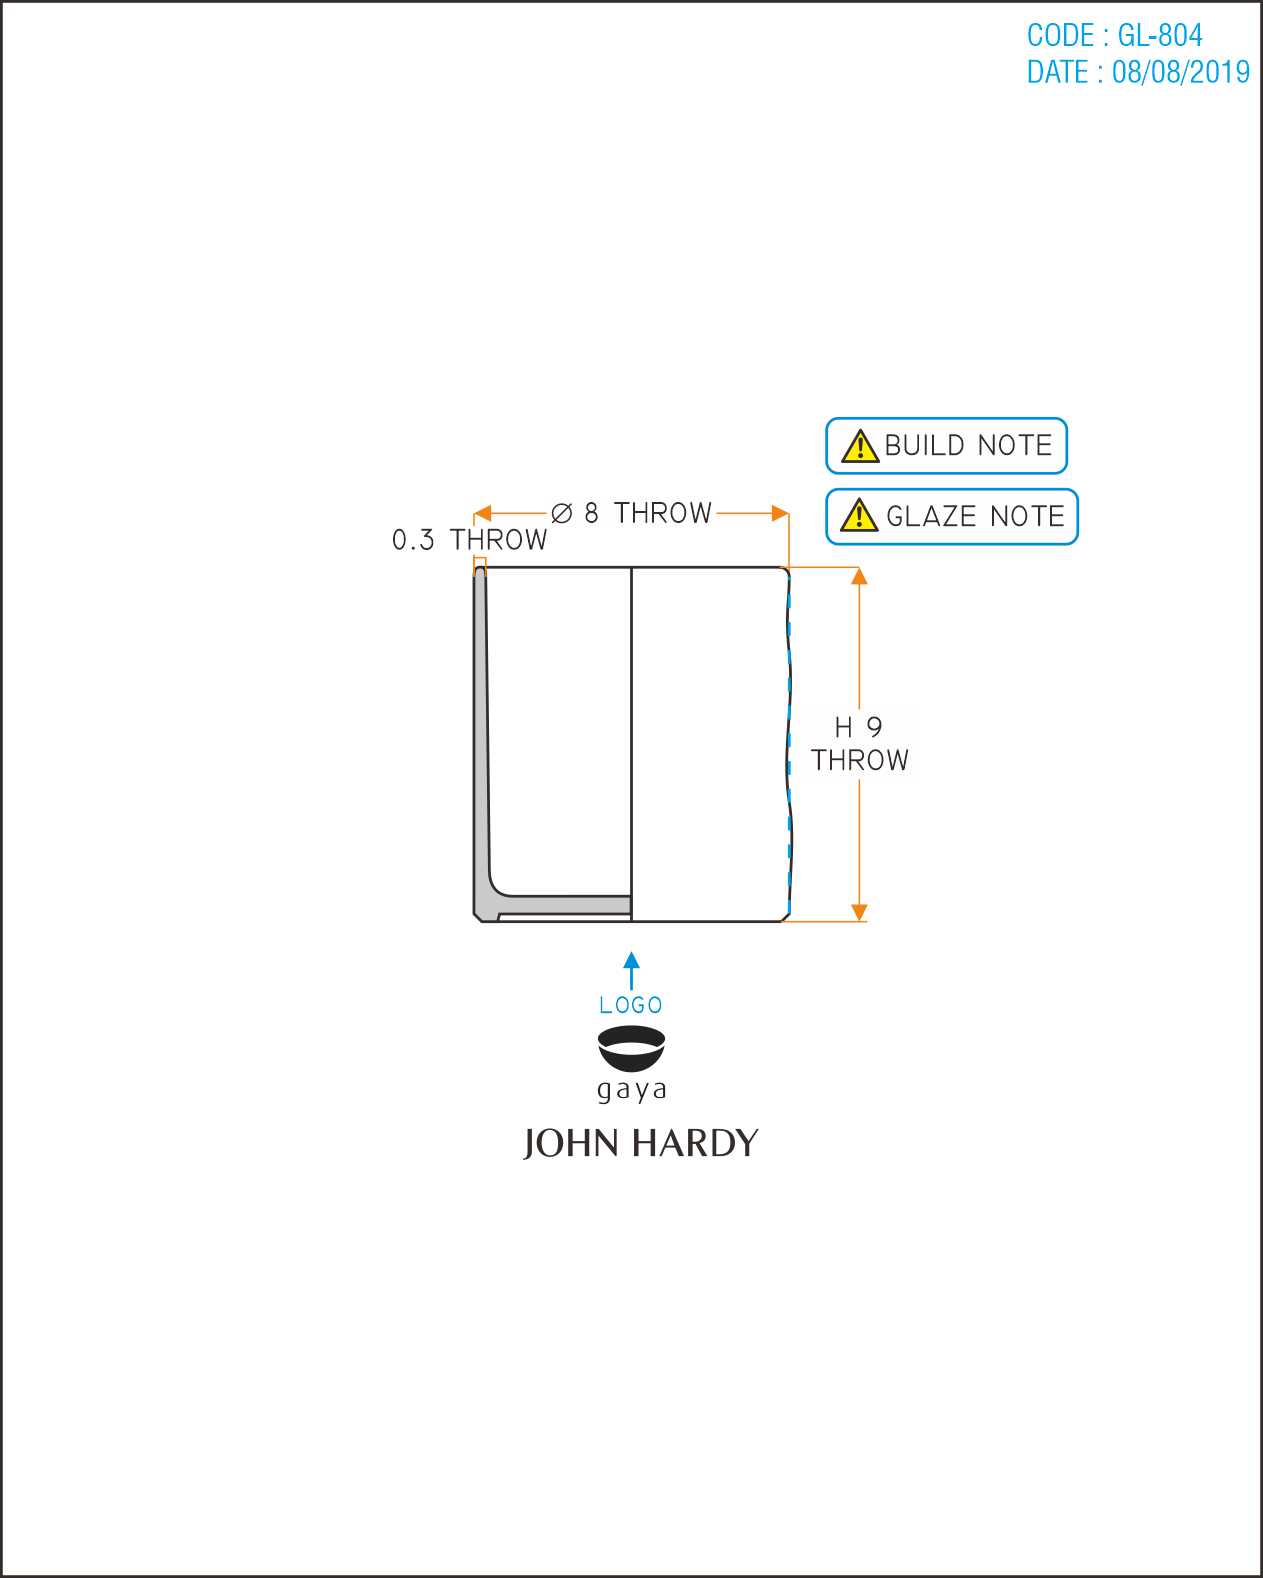 CODE : GL-804
DATE : 08/08/2019
BUILD NOTE
GLAZE NOTE
Ø 8 THROW
0.3 THROW
H 9
THROW
LOGO
gaya
JOHN HARDY